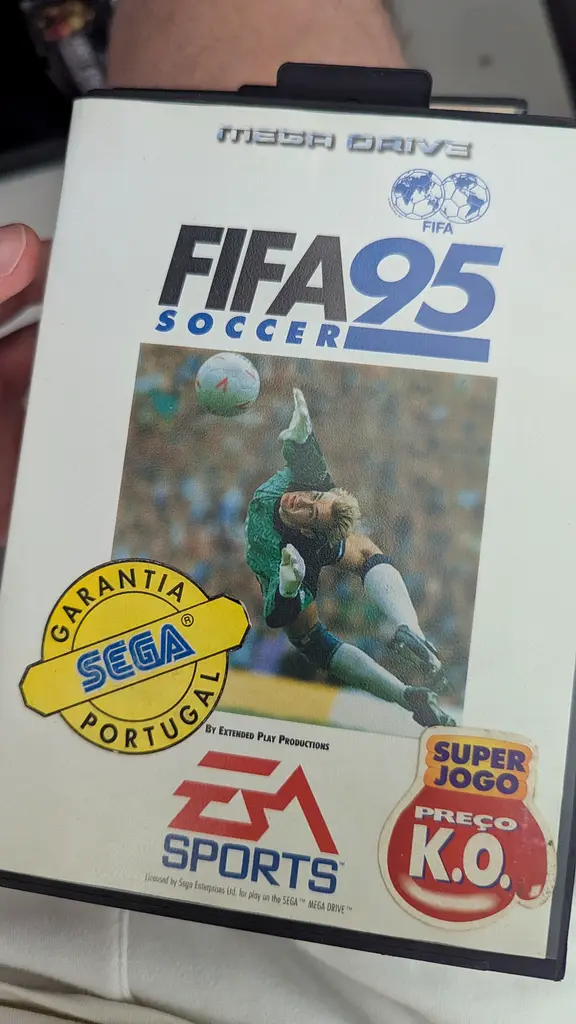 MEGA DRIVE
FIFA
FIFA 95
SOCCER
GARANTIA
SEGA®
PORTUGAL
BY EXTENDED PLAY PRODUCTIONS
EA
SPORTS™
Licensed by Sega Enterprises Ltd. for play on the SEGA™ MEGA DRIVE™
SUPER
JOGO
PREÇO
K.O.